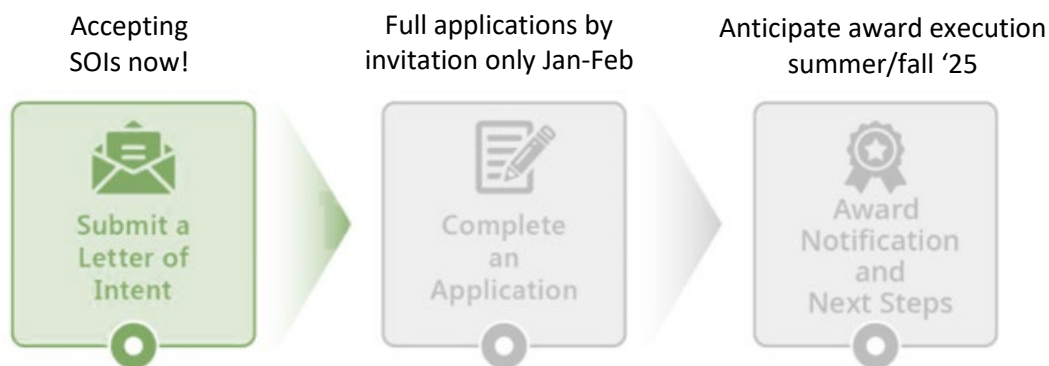 Accepting
SOIs now!
Full applications by
invitation only Jan-Feb
Anticipate award execution
summer/fall ‘25
Submit a
Letter of
Intent
Complete
an
Application
Award
Notification
and
Next Steps